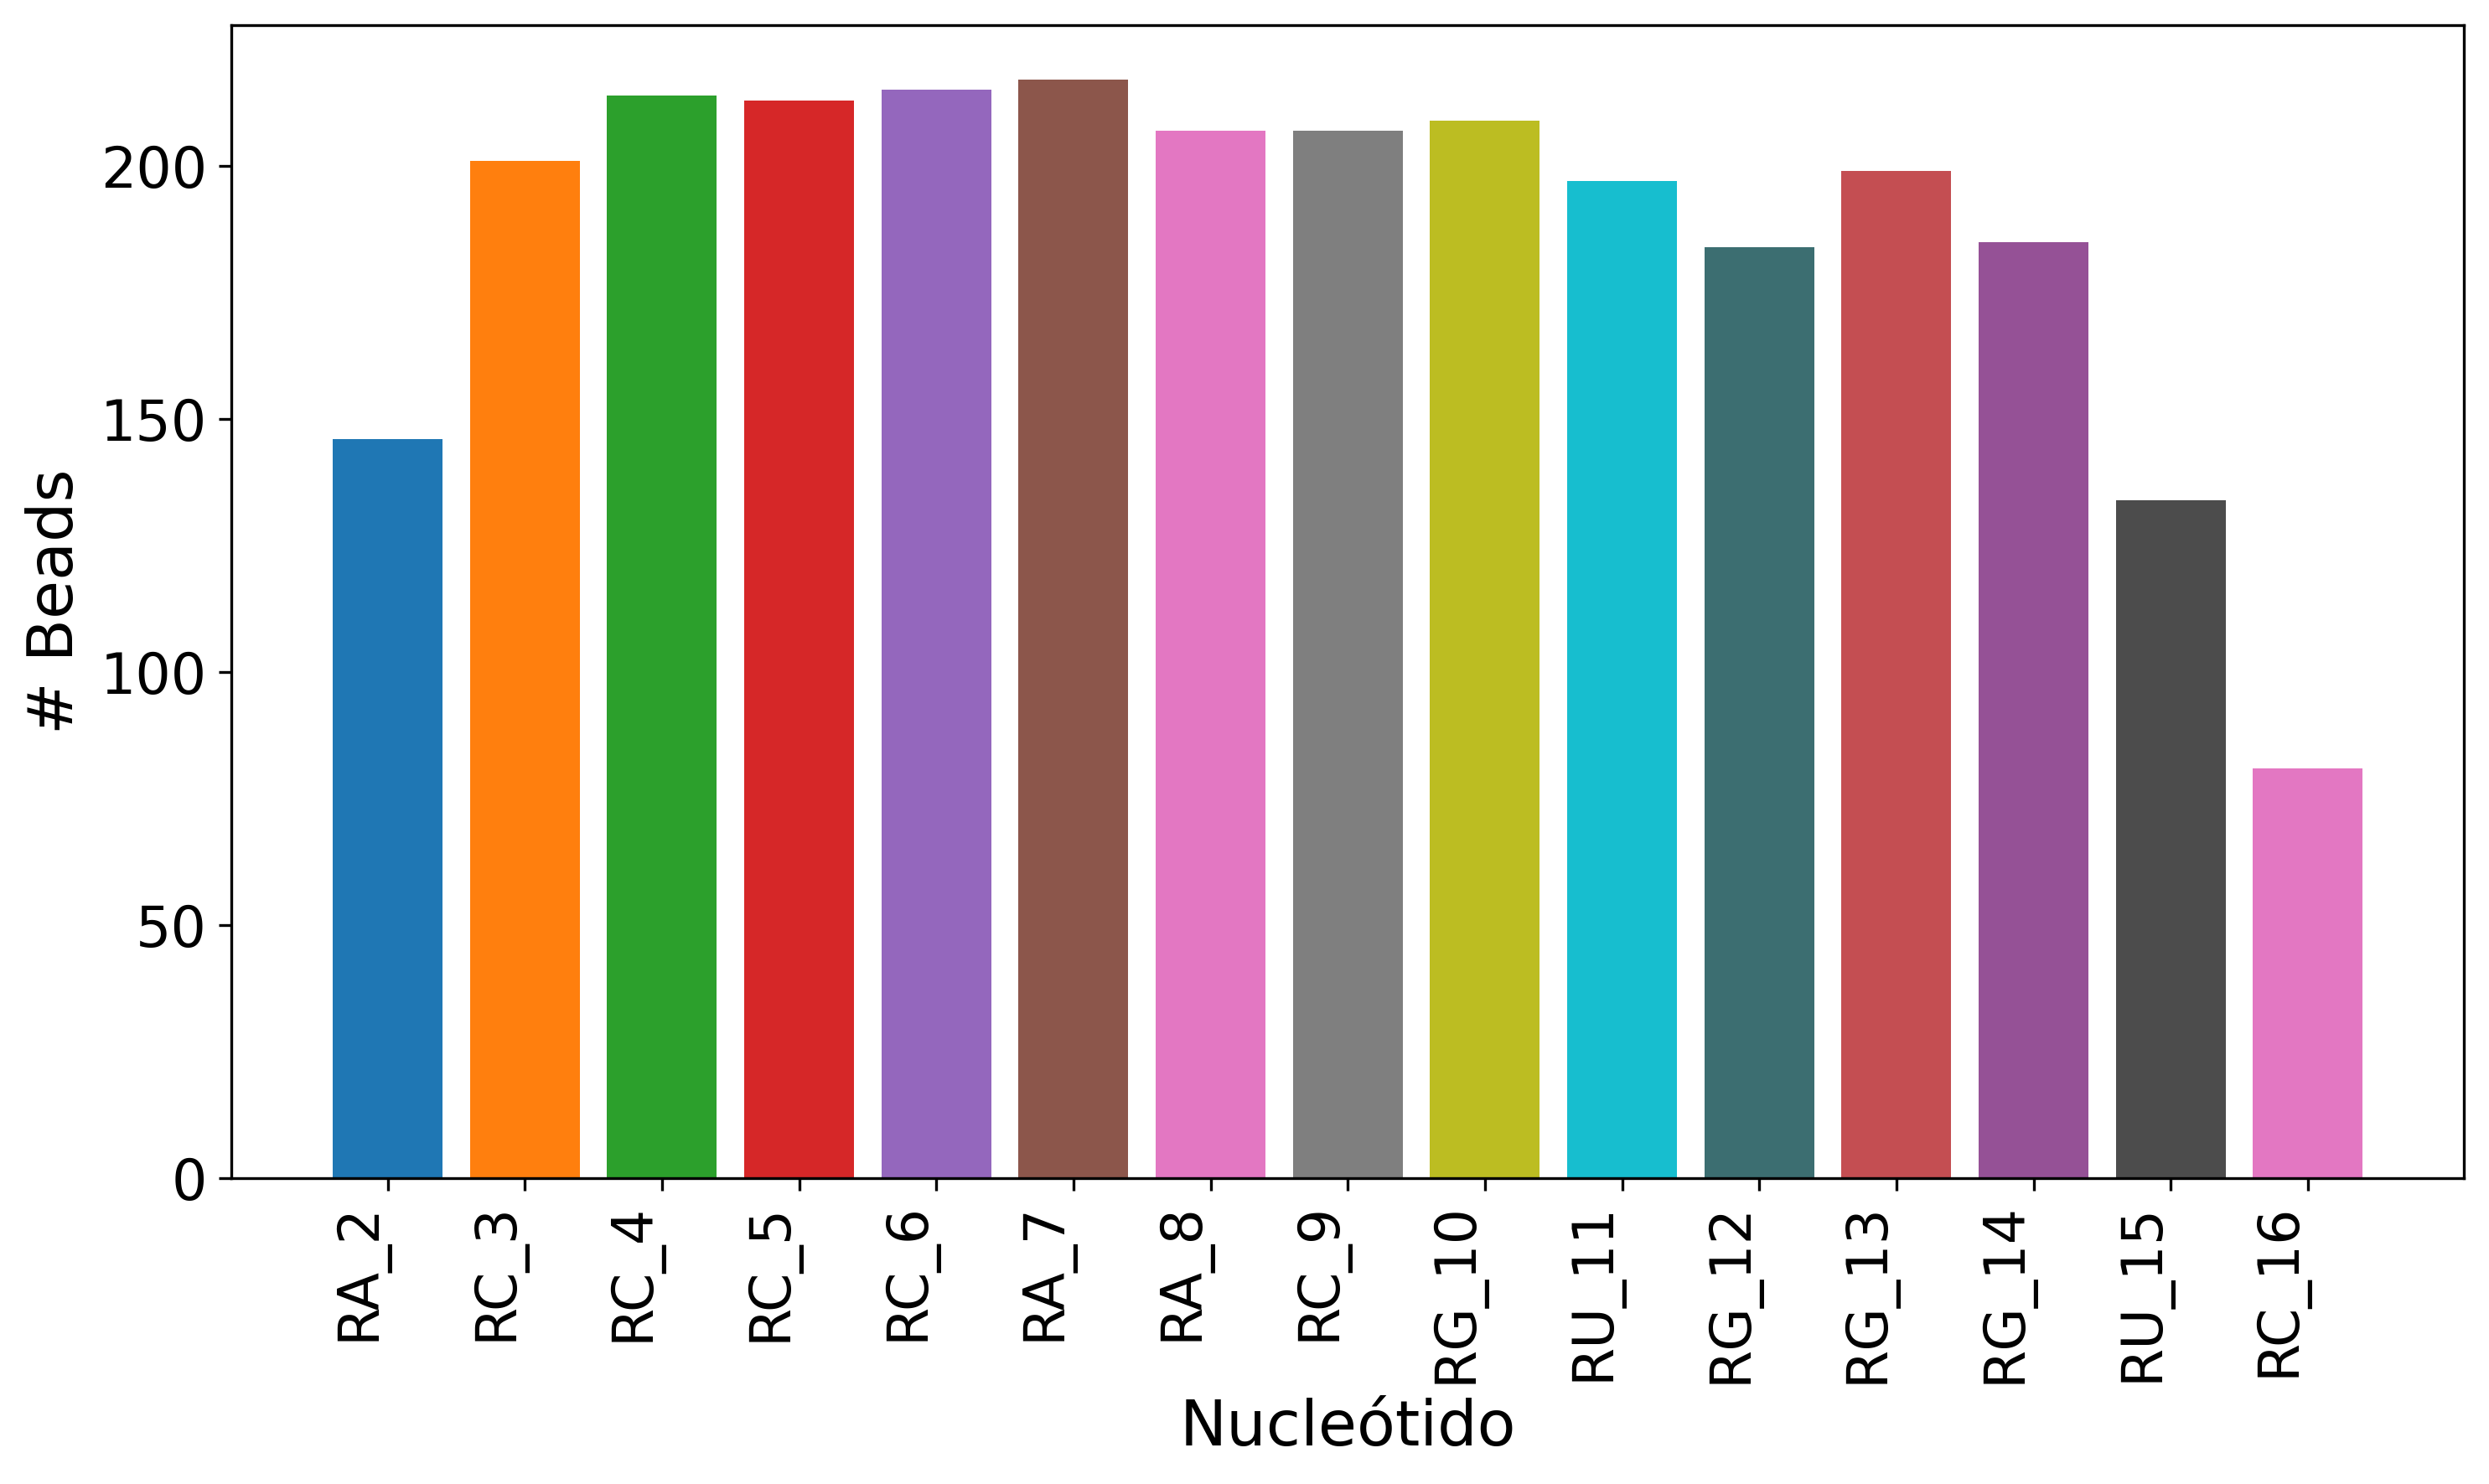 # Beads
200
150
100
50
0
RA_2
RC_3
RC_4
RC_5
RC_6
RA_7
RA_8
RC_9
RG_10
RU_11
RG_12
RG_13
RG_14
RU_15
RC_16
Nucleótido